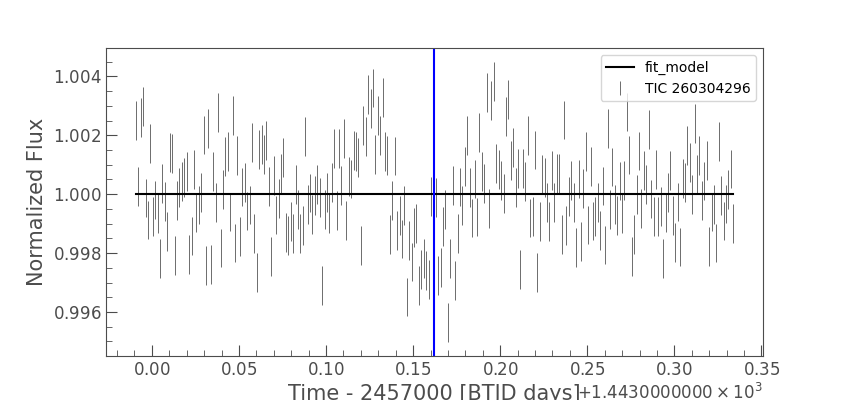 fit_model
TIC 260304296
Normalized Flux
1.004
1.002
1.000
0.998
0.996
0.00 0.05 0.10 0.15 0.20 0.25 0.30 0.35
Time - 2457000 [BTJD days] +1.4430000000 × 10³